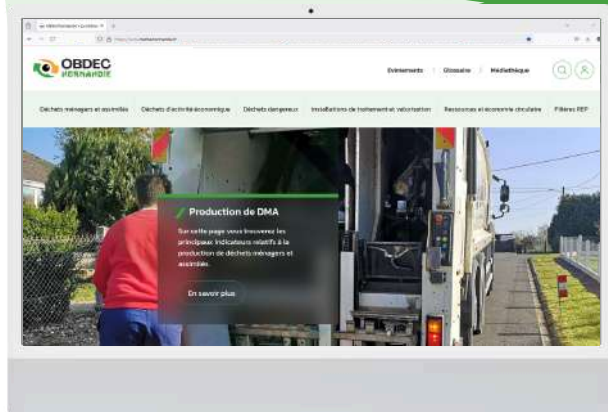 OBDEC
NORMANDIE
Evénements
Glossaire
Médiathèque
Déchets ménagers et assimilés
Déchets d'activité économique
Déchets dangereux
Installations de traitement et valorisation
Ressources et économie circulaire
Filières REP
Production de DMA
Sur cette page vous trouverez les
principaux indicateurs relatifs à la
production de déchets ménagers et
assimilés.
En savoir plus